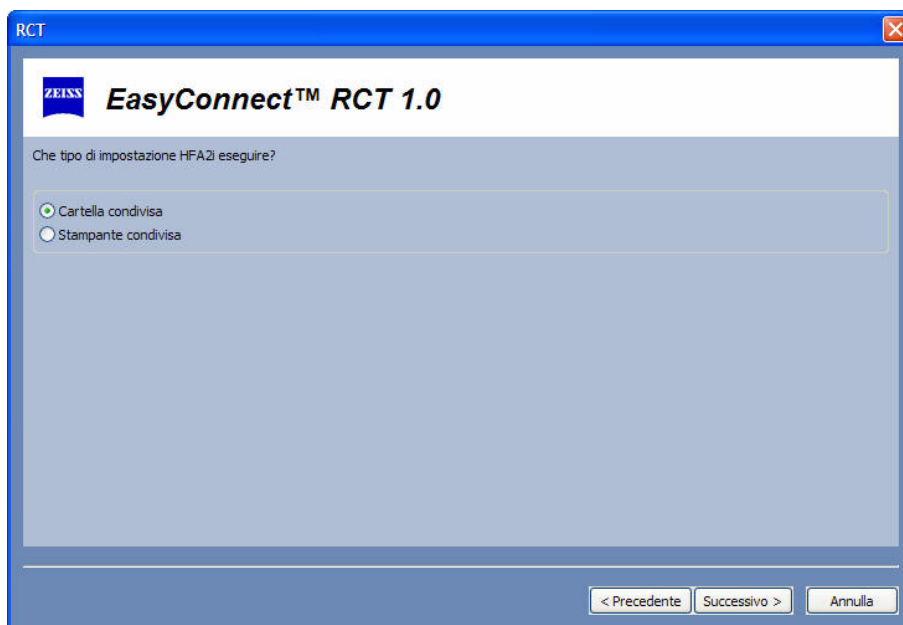 RCT
ZEISS
EasyConnect™ RCT 1.0
Che tipo di impostazione HFA2i eseguire?
Cartella condivisa
Stampante condivisa
< Precedente
Successivo >
Annulla